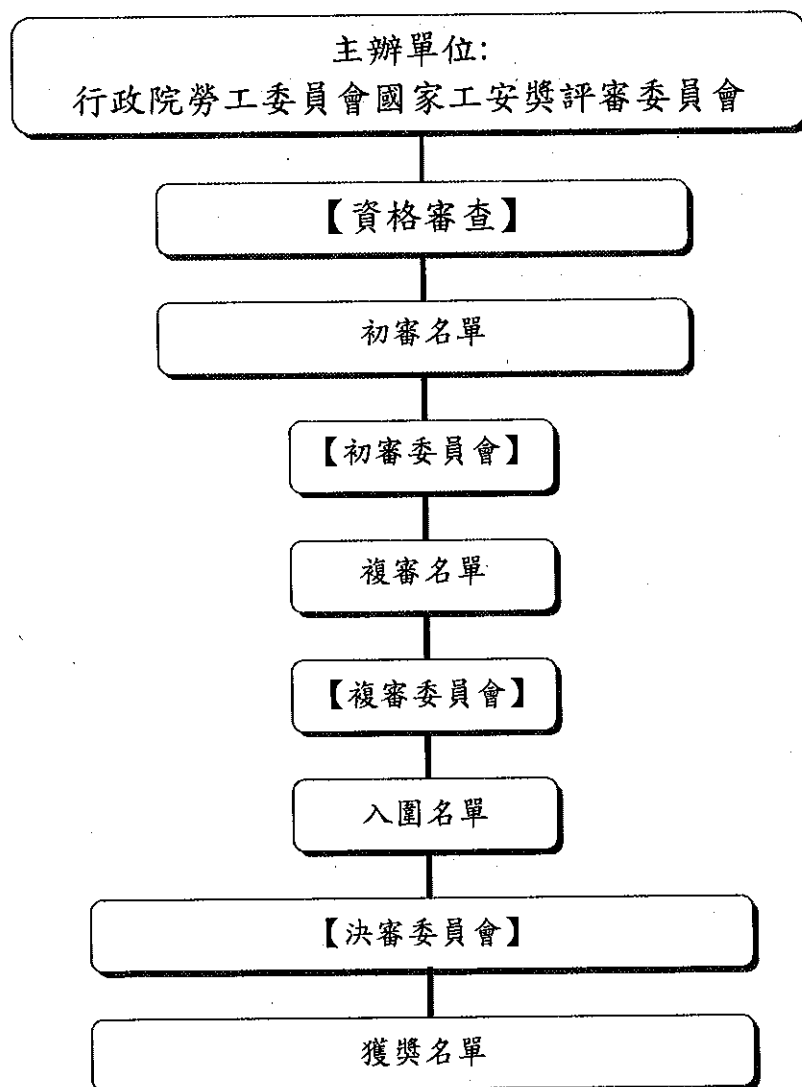 主辦單位:
行政院勞工委員會國家工安獎評審委員會
【資格審查】
初審名單
【初審委員會】
複審名單
【複審委員會】
入圍名單
【決審委員會】
獲獎名單